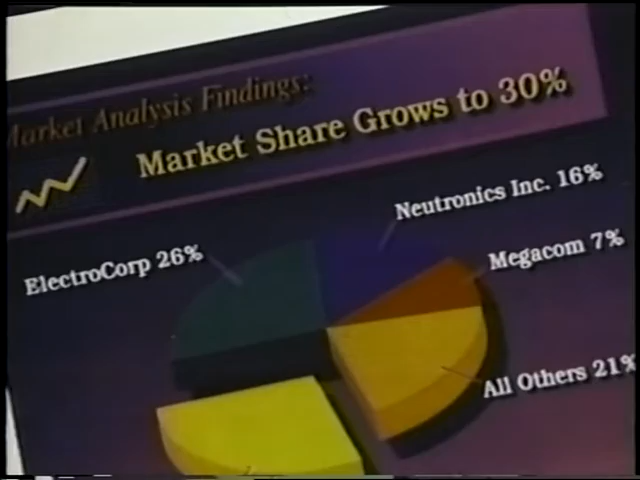 Market Analysis Findings:
Market Share Grows to 30%
Neutronics Inc. 16%
ElectroCorp 26%
Megacom 7%
All Others 21%